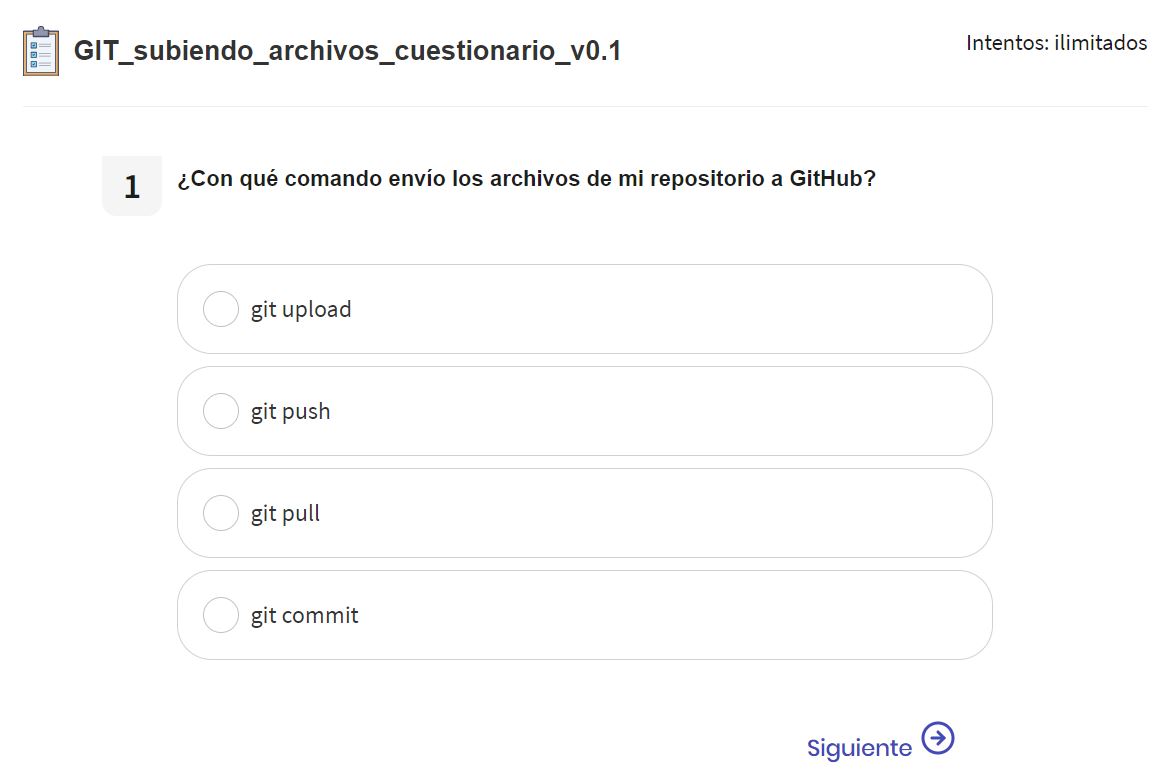 GIT_subiendo_archivos_cuestionario_v0.1
Intentos: ilimitados
1
¿Con qué comando envío los archivos de mi repositorio a GitHub?
git upload
git push
git pull
git commit
Siguiente